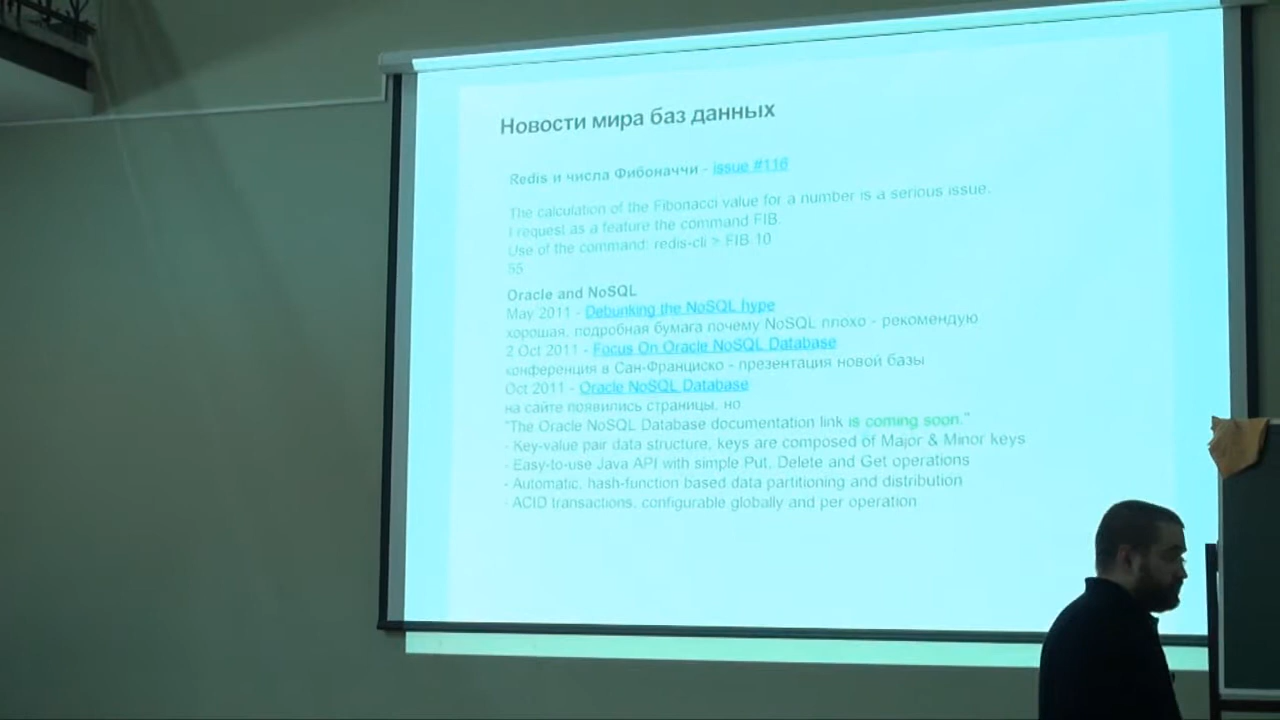 Новости мира баз данных
Redis и числа Фибоначчи - issue #116
The calculation of the Fibonacci value for a number is a serious issue.
I request as a feature the command FIB.
Use of the command: redis-cli > FIB 10
55
Oracle and NoSQL
May 2011 - Debunking the NoSQL hype
хорошая, подробная бумага почему NoSQL плохо - рекомендую
2 Oct 2011 - Focus On Oracle NoSQL Database
конференция в Сан-Франциско - презентация новой базы
Oct 2011 - Oracle NoSQL Database
на сайте появились страницы, но
"The Oracle NoSQL Database documentation link is coming soon."
- Key-value pair data structure, keys are composed of Major & Minor keys
- Easy-to-use Java API with simple Put, Delete and Get operations
- Automatic, hash-function based data partitioning and distribution
- ACID transactions, configurable globally and per operation